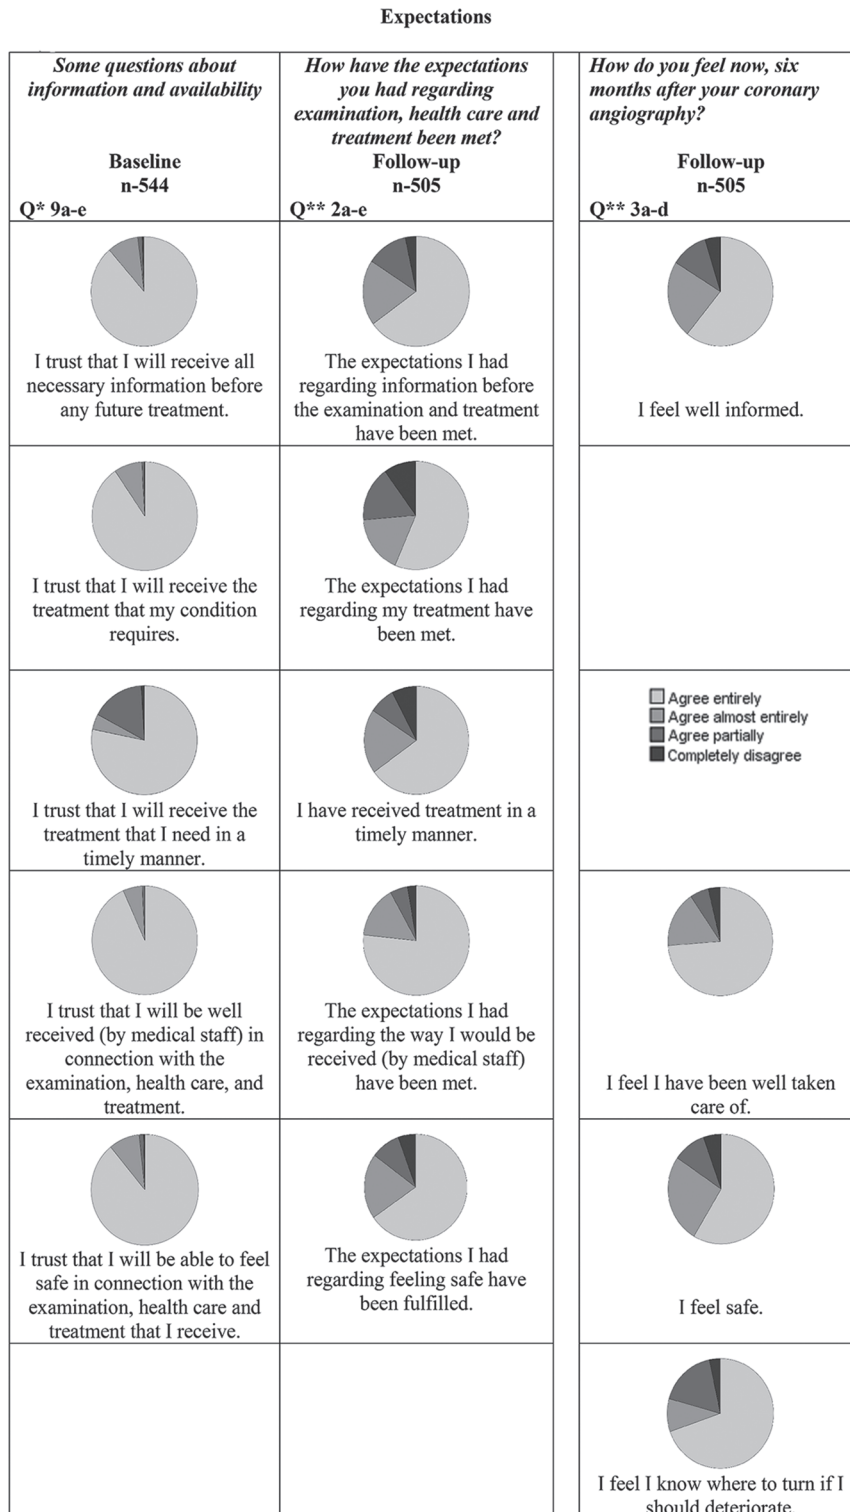 Expectations
Some questions about
information and availability
Baseline
n-544
Q* 9a-e
How have the expectations
you had regarding
examination, health care and
treatment been met?
Follow-up
n-505
Q** 2a-e
How do you feel now, six
months after your coronary
angiography?
Follow-up
n-505
Q** 3a-d
I trust that I will receive all
necessary information before
any future treatment.
The expectations I had
regarding information before
the examination and treatment
have been met.
I feel well informed.
I trust that I will receive the
treatment that my condition
requires.
The expectations I had
regarding my treatment have
been met.
I trust that I will receive the
treatment that I need in a
timely manner.
I have received treatment in a
timely manner.
Agree entirely
Agree almost entirely
Agree partially
Completely disagree
I trust that I will be well
received (by medical staff) in
connection with the
examination, health care, and
treatment.
The expectations I had
regarding the way I would be
received (by medical staff)
have been met.
I feel I have been well taken
care of.
I trust that I will be able to feel
safe in connection with the
examination, health care and
treatment that I receive.
The expectations I had
regarding feeling safe have
been fulfilled.
I feel safe.
I feel I know where to turn if I
should deteriorate.